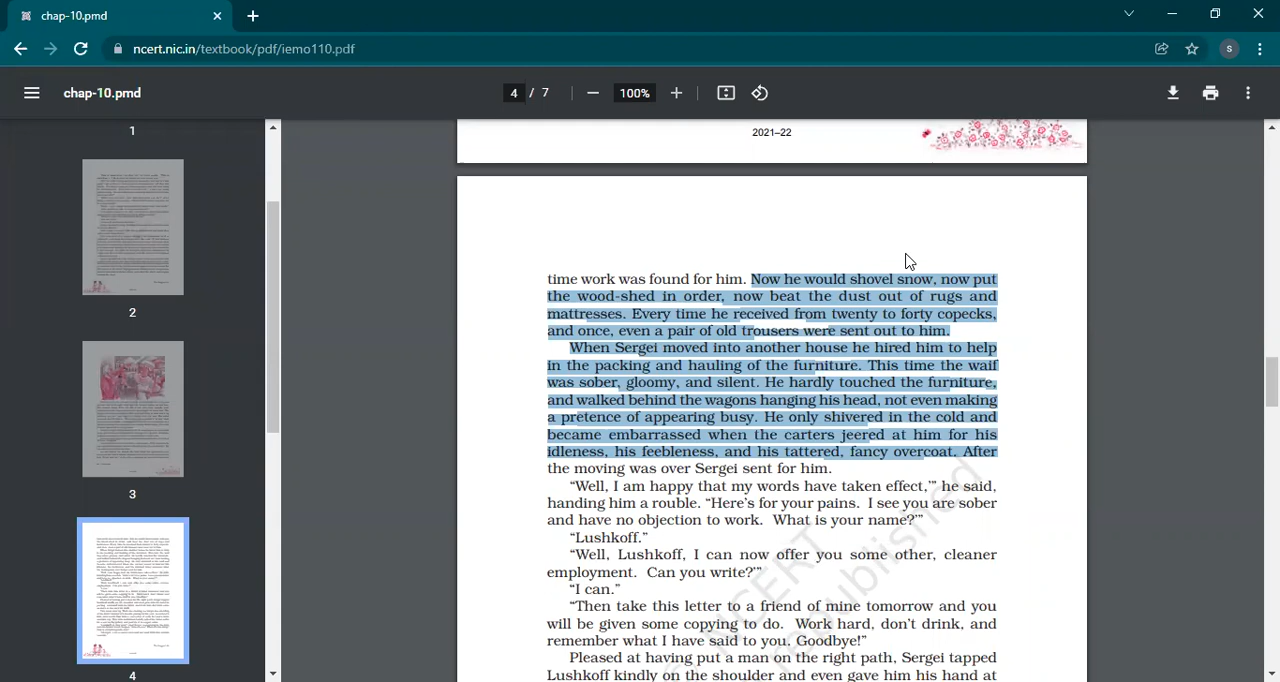 chap-10.pmd
ncert.nic.in/textbook/pdf/iemo110.pdf
S
chap-10.pmd
4 / 7
100%
1
2
3
4
2021–22
time work was found for him. Now he would shovel snow, now put
the wood-shed in order, now beat the dust out of rugs and
mattresses. Every time he received from twenty to forty copecks,
and once, even a pair of old trousers were sent out to him.
When Sergei moved into another house he hired him to help
in the packing and hauling of the furniture. This time the waif
was sober, gloomy, and silent. He hardly touched the furniture,
and walked behind the wagons hanging his head, not even making
a pretence of appearing busy. He only shivered in the cold and
became embarrassed when the carters jeered at him for his
idleness, his feebleness, and his tattered, fancy overcoat. After
the moving was over Sergei sent for him.
“Well, I am happy that my words have taken effect,’” he said,
handing him a rouble. “Here’s for your pains. I see you are sober
and have no objection to work. What is your name?’”
“Lushkoff.”
“Well, Lushkoff, I can now offer you some other, cleaner
employment. Can you write?’”
“I can.”
“Then take this letter to a friend of mine tomorrow and you
will be given some copying to do. Work hard, don’t drink, and
remember what I have said to you. Goodbye!”
Pleased at having put a man on the right path, Sergei tapped
Lushkoff kindly on the shoulder and even gave him his hand at